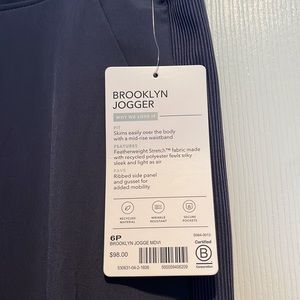 BROOKLYN
JOGGER
WHY WE LOVE IT
FIT
Skims easily over the body
with a mid-rise waistband
FEATURES
Featherweight Stretch™ fabric made
with recycled polyester feels silky
sleek and light as air
FAVE
Ribbed side panel
and gusset for
added mobility
RECYCLED
MATERIAL
WRINKLE
RESISTANT
SECURE
POCKETS
6P
BROOKLYN JOGGE MDVI
$98.00
Certified
B
Corporation